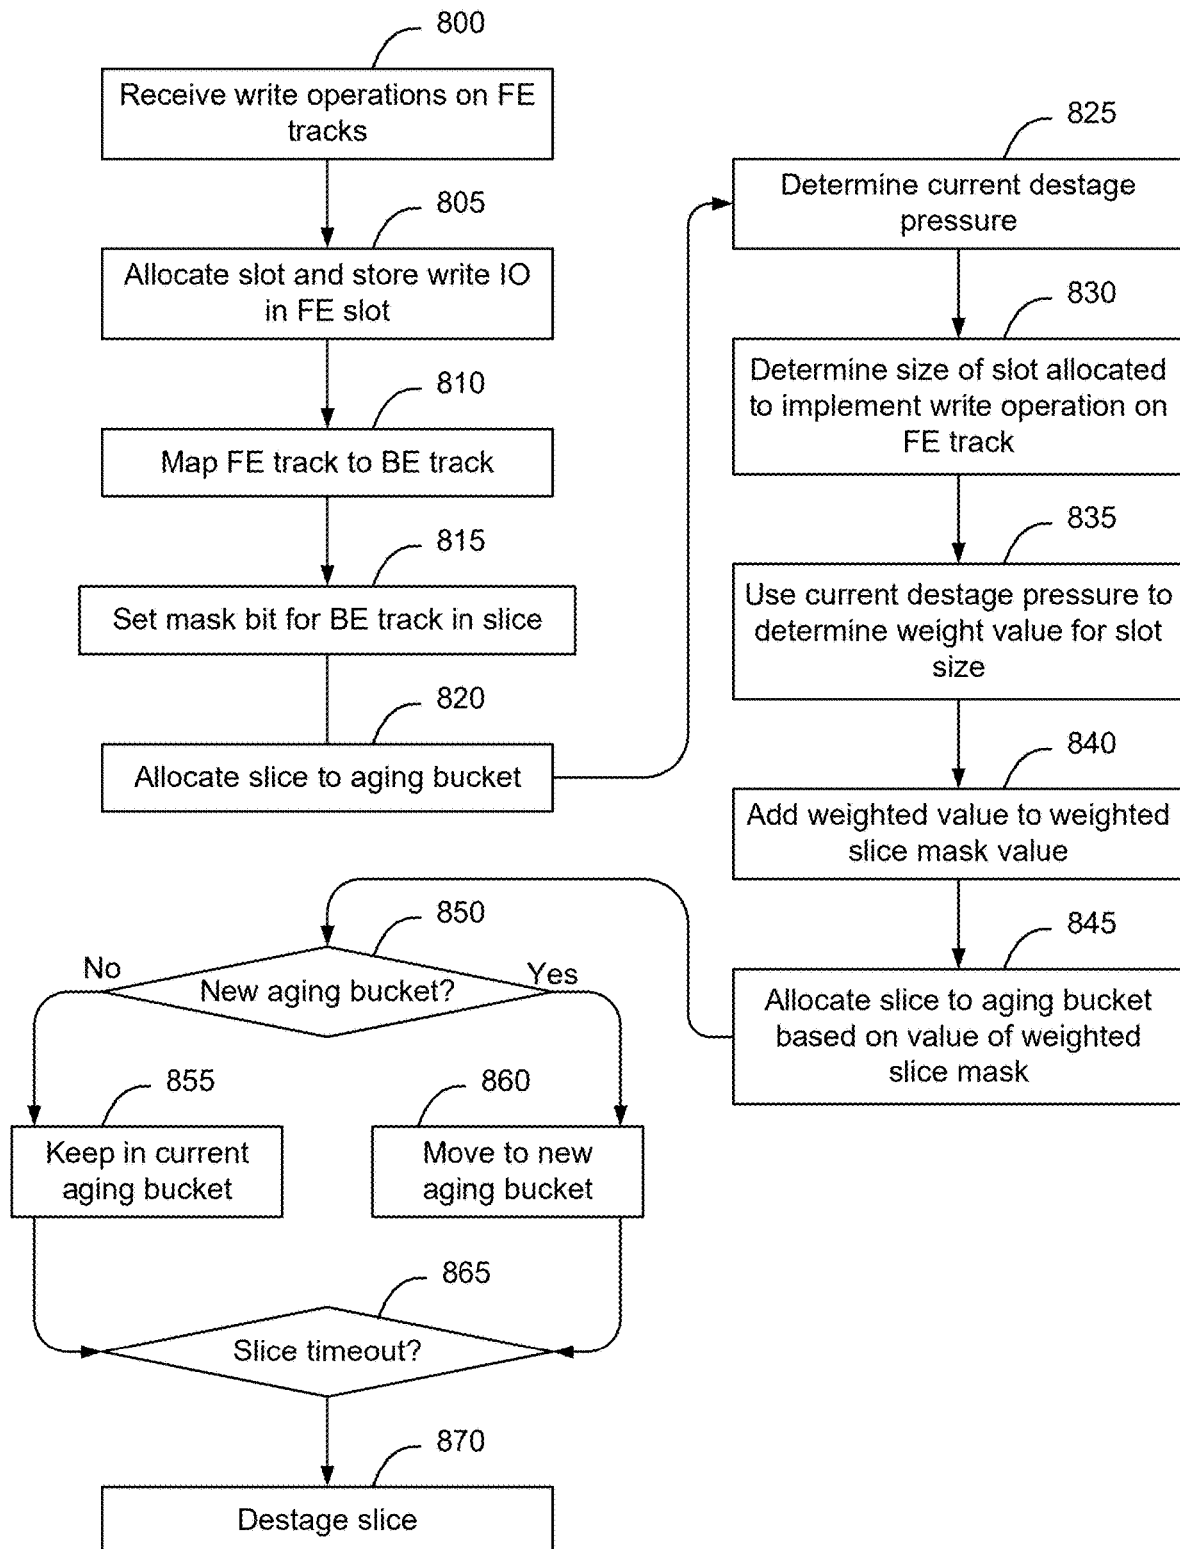 800
Receive write operations on FE
tracks
805
Allocate slot and store write IO
in FE slot
810
Map FE track to BE track
815
Set mask bit for BE track in slice
820
Allocate slice to aging bucket
825
Determine current destage
pressure
830
Determine size of slot allocated
to implement write operation on
FE track
835
Use current destage pressure to
determine weight value for slot
size
840
Add weighted value to weighted
slice mask value
845
Allocate slice to aging bucket
based on value of weighted
slice mask
850
No
New aging bucket?
Yes
855
Keep in current
aging bucket
860
Move to new
aging bucket
865
Slice timeout?
870
Destage slice